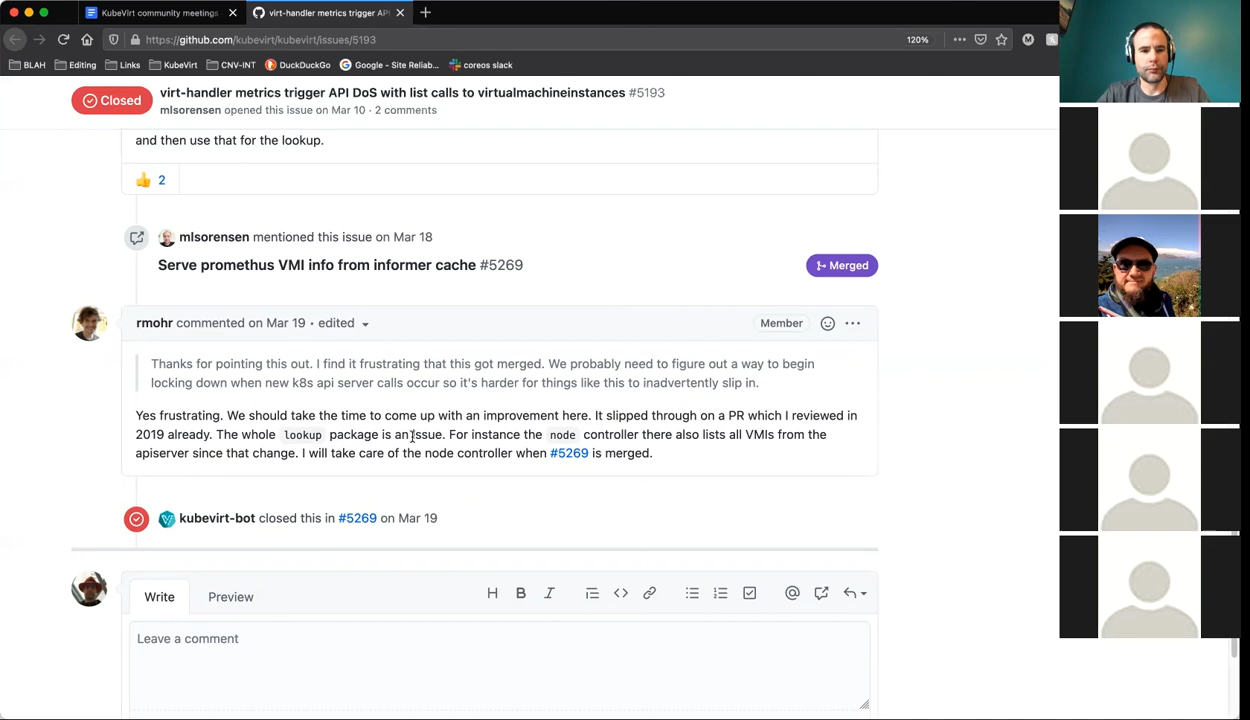 KubeVirt community meetings
virt-handler metrics trigger API
https://github.com/kubevirt/kubevirt/issues/5193
120%
M
BLAH
Editing
Links
KubeVirt
CNV-INT
DuckDuckGo
Google - Site Reliab...
coreos slack
Closed
virt-handler metrics trigger API DoS with list calls to virtualmachineinstances #5193
mlsorensen opened this issue on Mar 10 · 2 comments
and then use that for the lookup.
👍 2
mlsorensen mentioned this issue on Mar 18
Serve promethus VMI info from informer cache #5269
Merged
rmohr commented on Mar 19 • edited
Member
Thanks for pointing this out. I find it frustrating that this got merged. We probably need to figure out a way to begin
locking down when new k8s api server calls occur so it's harder for things like this to inadvertently slip in.
Yes frustrating. We should take the time to come up with an improvement here. It slipped through on a PR which I reviewed in
2019 already. The whole lookup package is an issue. For instance the node controller there also lists all VMIs from the
apiserver since that change. I will take care of the node controller when #5269 is merged.
kubevirt-bot closed this in #5269 on Mar 19
Write
Preview
H B I
Leave a comment